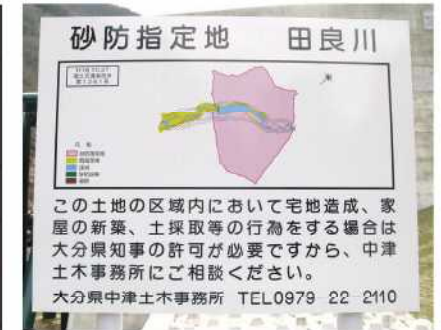 砂防指定地　田良川
この土地の区域内において宅地造成、家
屋の新築、土採取等の行為をする場合は
大分県知事の許可が必要ですから、中津
土木事務所にご相談ください。
大分県中津土木事務所 TEL0979 22 2110